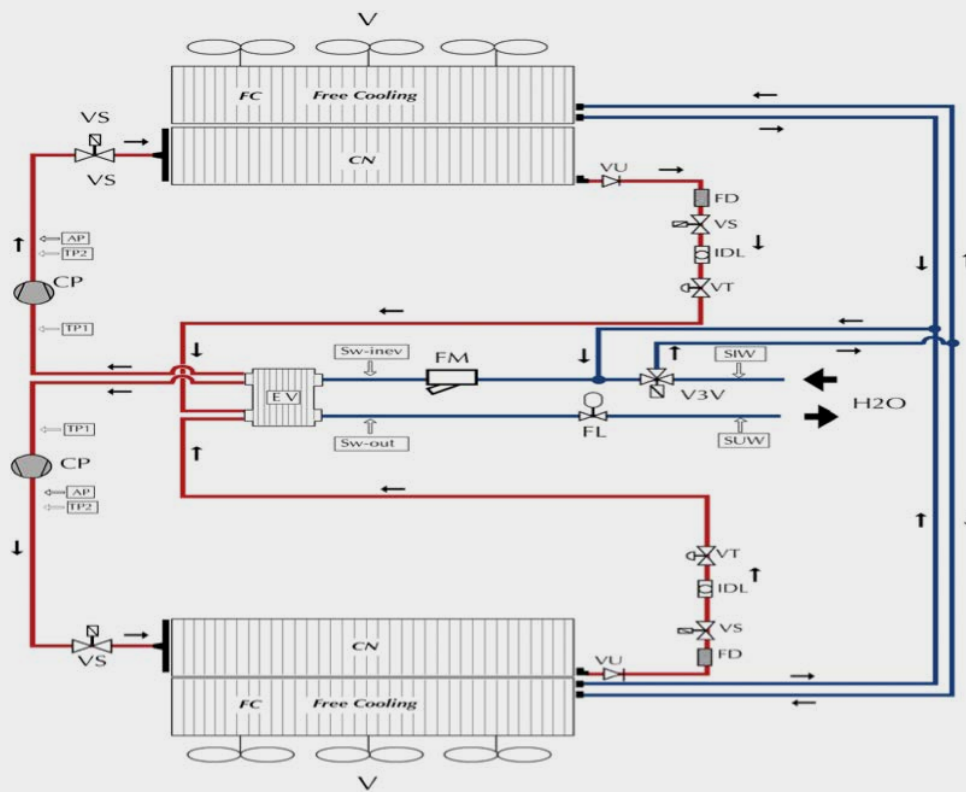 V
FC Free Cooling
VS
CN
VS
VU
FD
AP
VS
TP2
IDL
CP
VT
TP1
Sw-inev
FM
SIW
EV
V3V
H2O
TP1
Sw-out
FL
SUW
CP
AP
TP2
VT
IDL
CN
VS
VS
VU
FD
FC Free Cooling
V